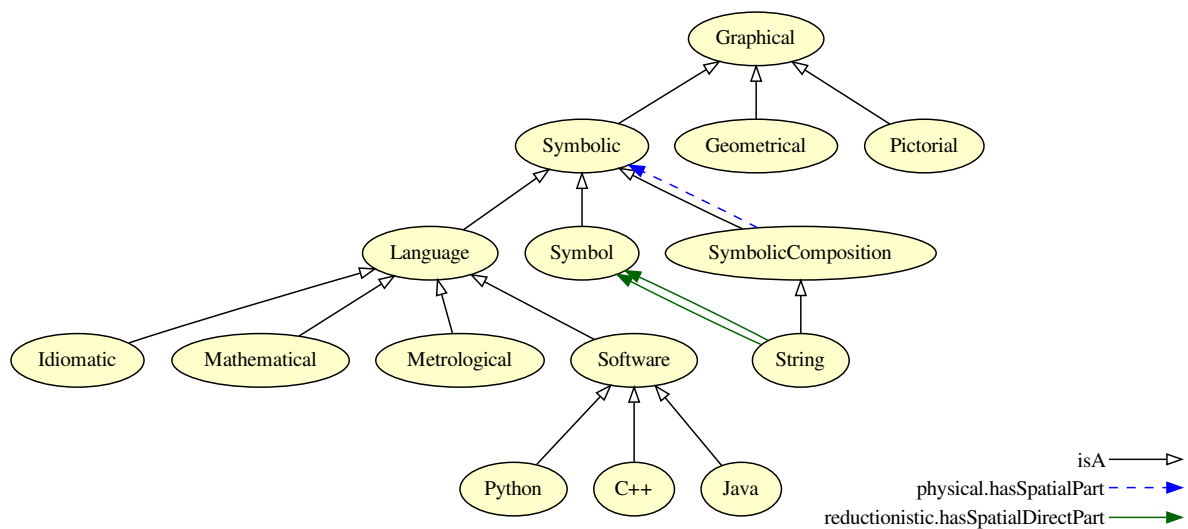 Graphical
Symbolic
Geometrical
Pictorial
Language
Symbol
SymbolicComposition
Idiomatic
Mathematical
Metrological
Software
String
Python
C++
Java
isA
physical.hasSpatialPart
reductionistic.hasSpatialDirectPart